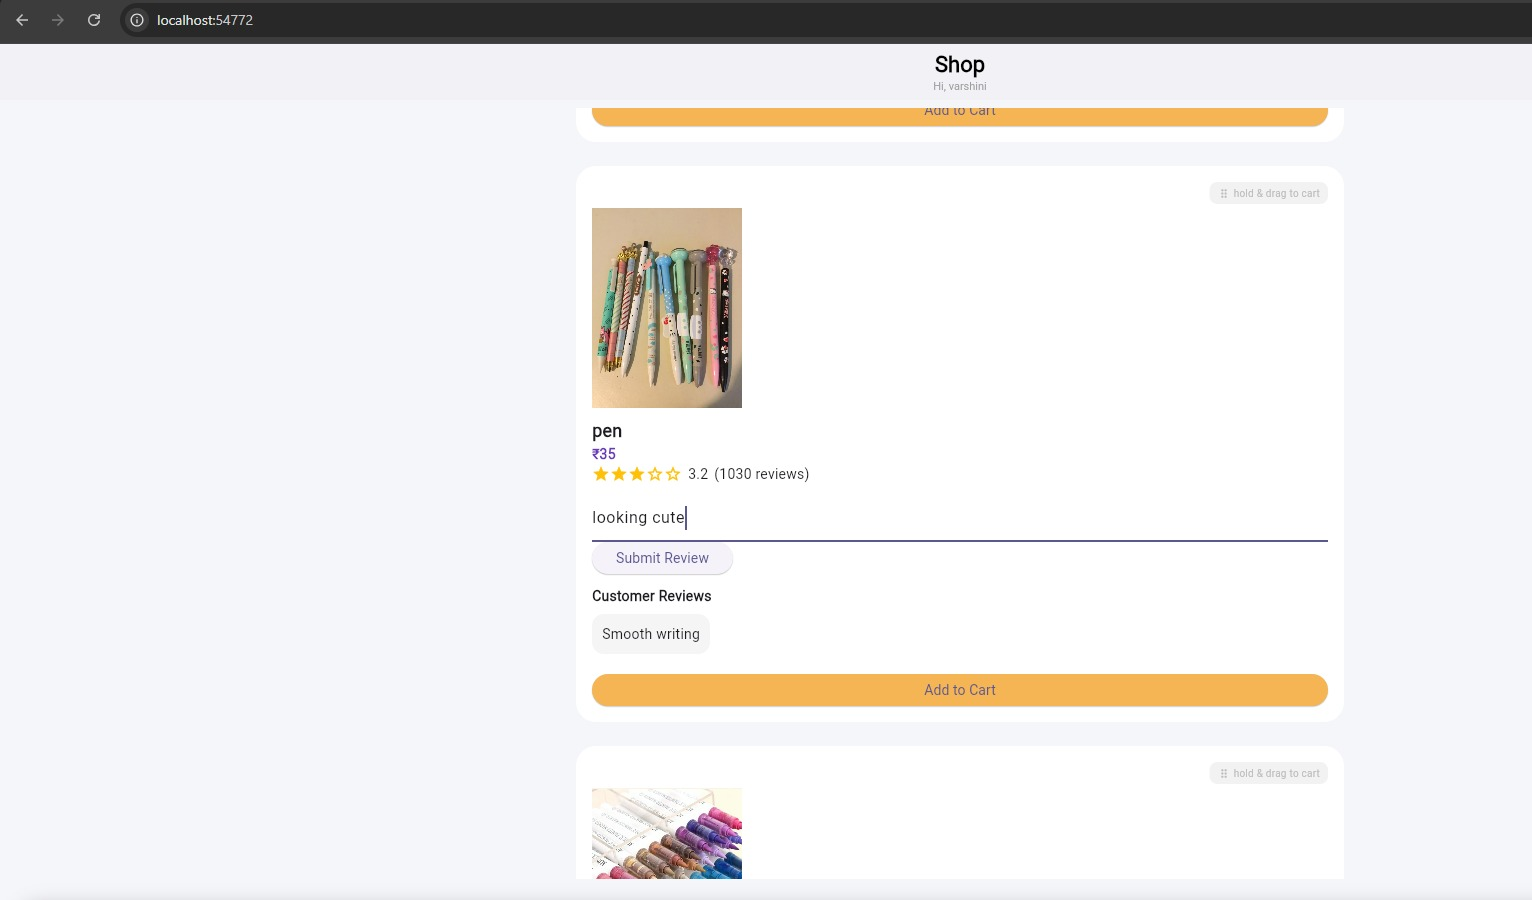 localhost:54772
Shop
Hi, varshini
Add to Cart
hold & drag to cart
pen
₹35
3.2 (1030 reviews)
looking cute
Submit Review
Customer Reviews
Smooth writing
Add to Cart
hold & drag to cart